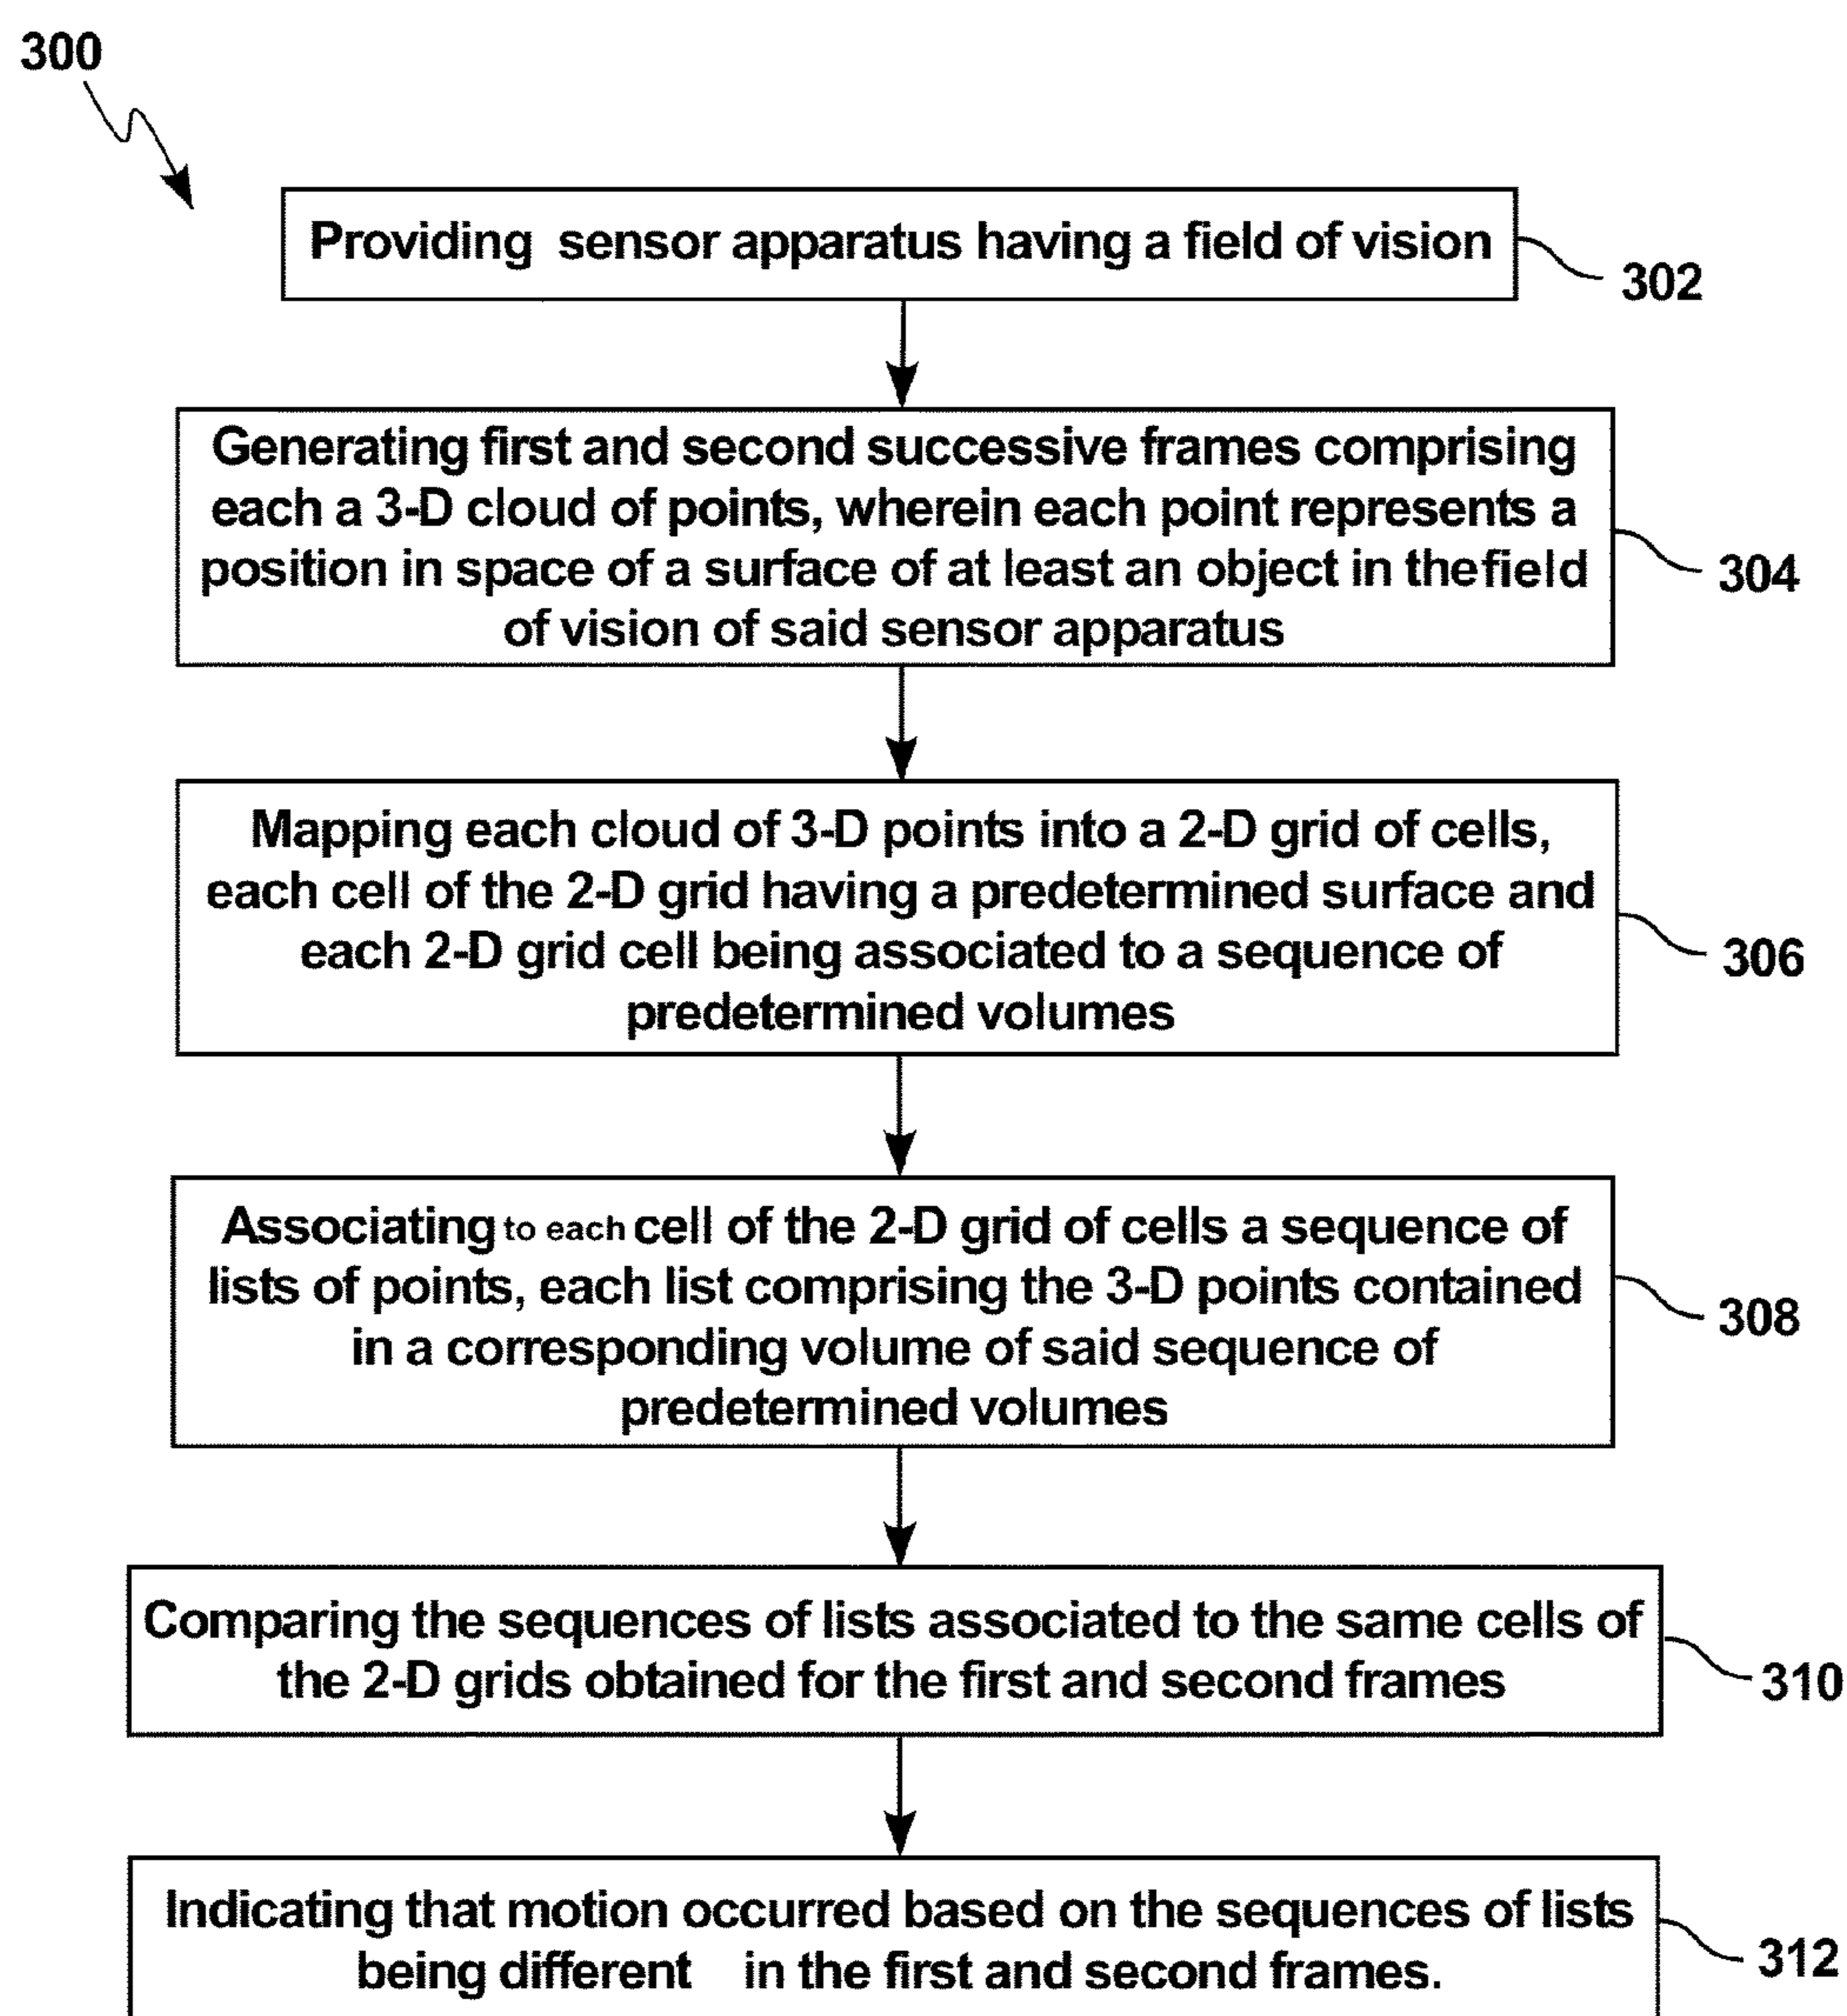 300
Providing sensor apparatus having a field of vision
302
Generating first and second successive frames comprising
each a 3-D cloud of points, wherein each point represents a
position in space of a surface of at least an object in thefield
of vision of said sensor apparatus
304
Mapping each cloud of 3-D points into a 2-D grid of cells,
each cell of the 2-D grid having a predetermined surface and
each 2-D grid cell being associated to a sequence of
predetermined volumes
306
Associating to each cell of the 2-D grid of cells a sequence of
lists of points, each list comprising the 3-D points contained
in a corresponding volume of said sequence of
predetermined volumes
308
Comparing the sequences of lists associated to the same cells of
the 2-D grids obtained for the first and second frames
310
Indicating that motion occurred based on the sequences of lists
being different in the first and second frames.
312